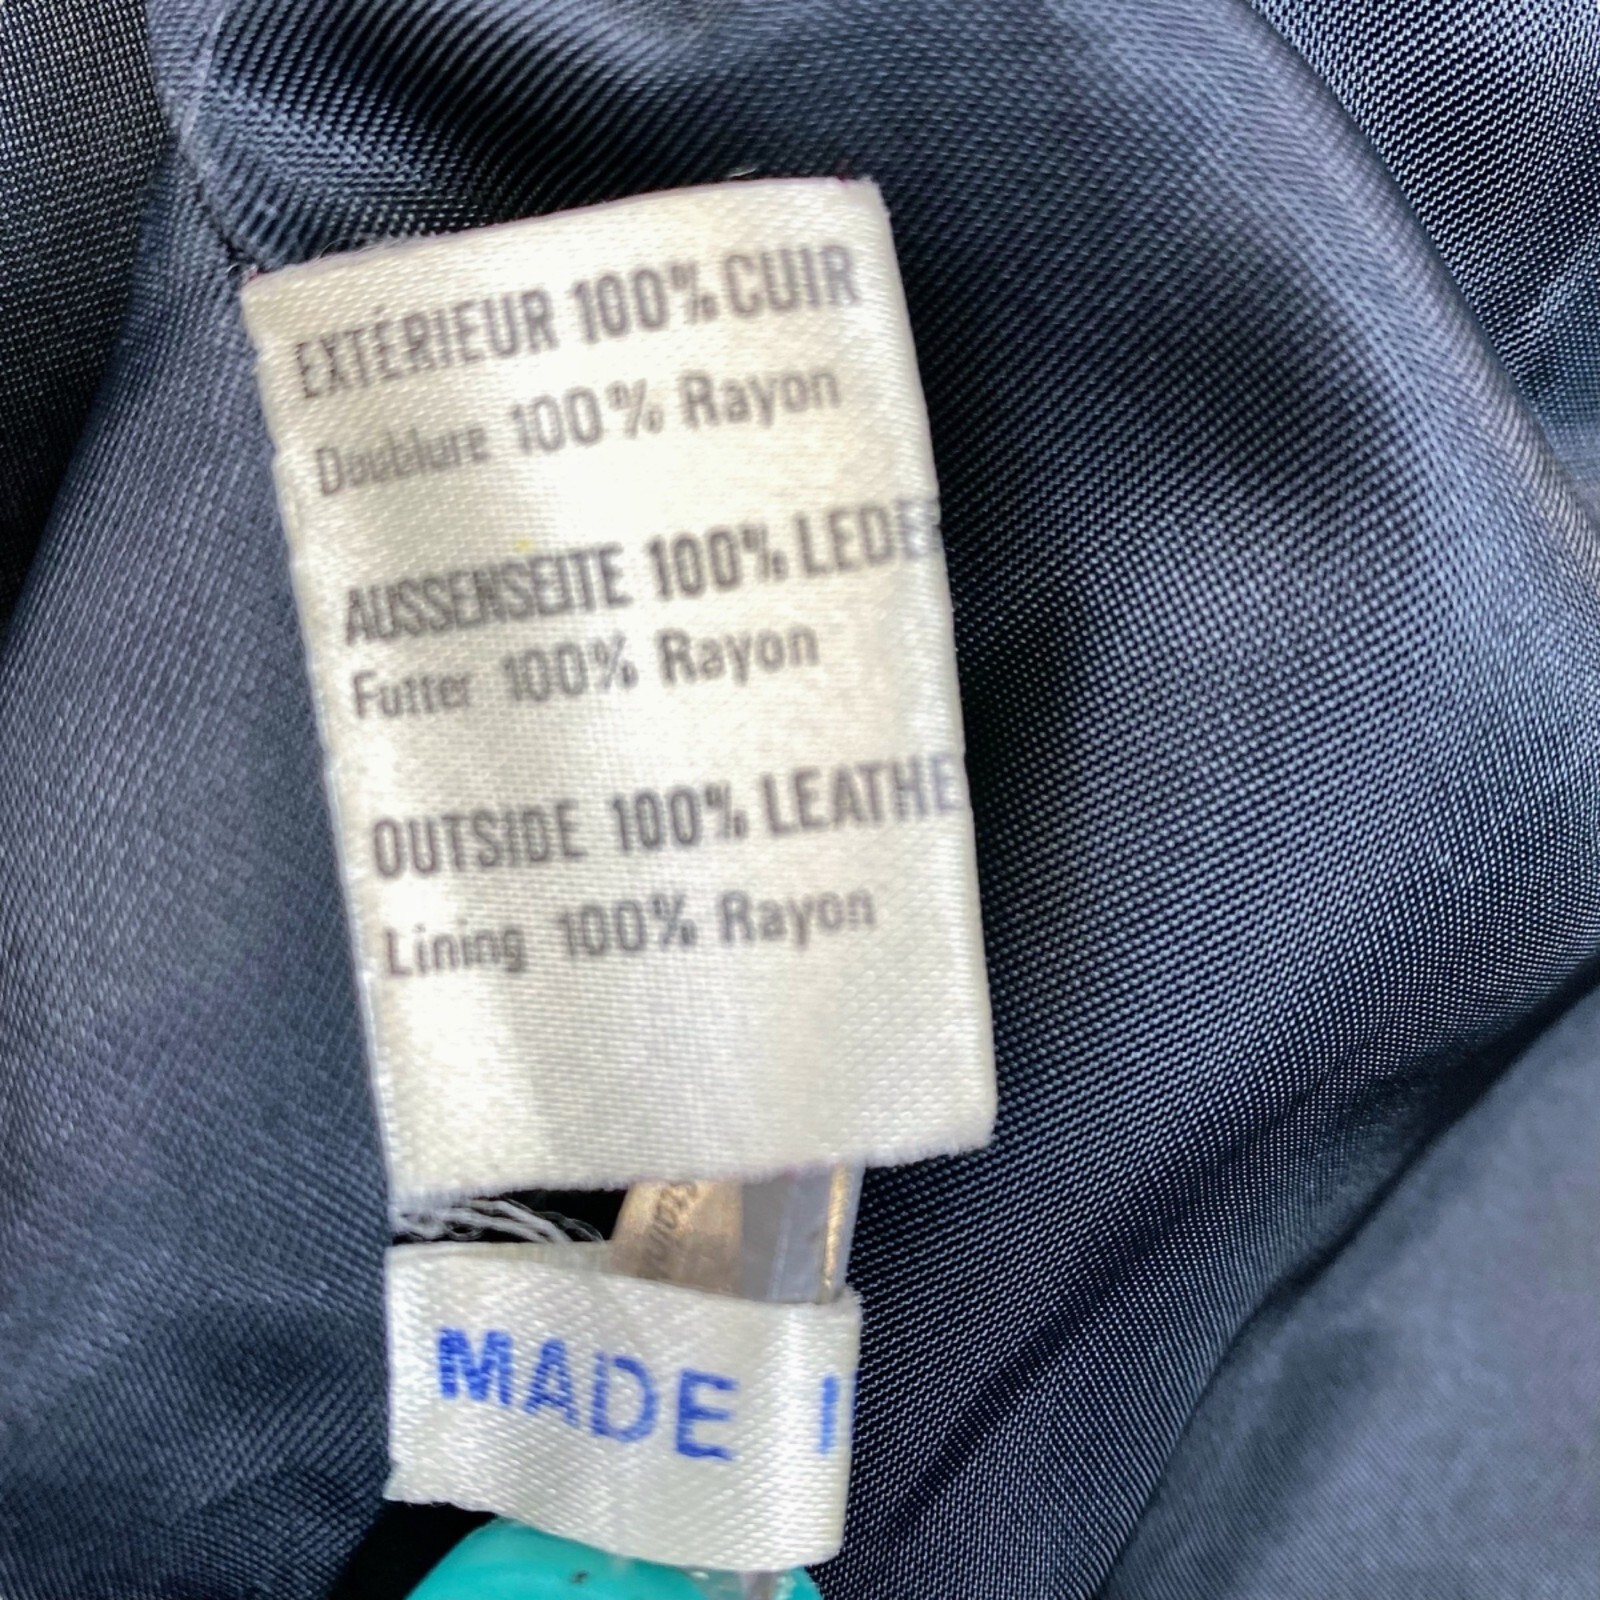 EXTÉRIEUR 100% CUIR
Doublure 100% Rayon
AUSSENSEITE 100% LEDE
Futter 100% Rayon
OUTSIDE 100% LEATHE
Lining 100% Rayon
MADE I